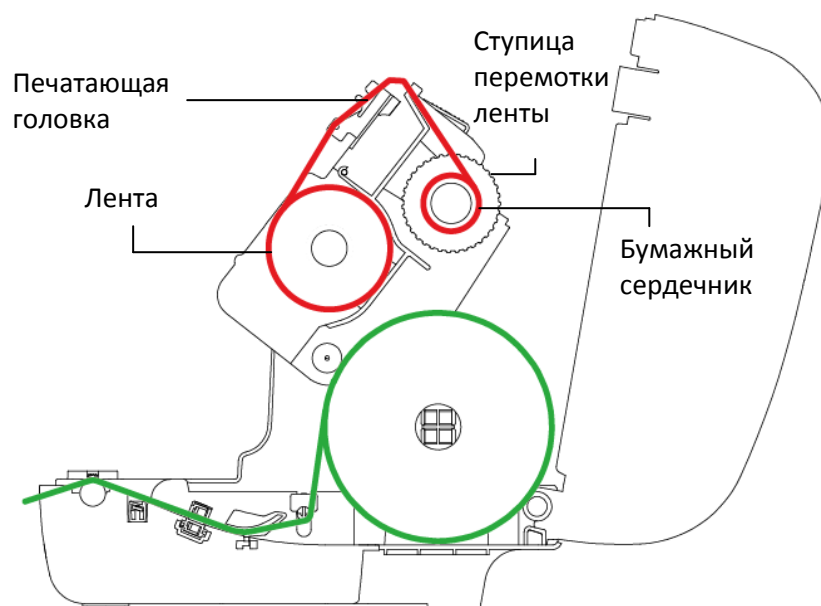 Печатающая
головка
Ступица
перемотки
ленты
Лента
Бумажный
сердечник